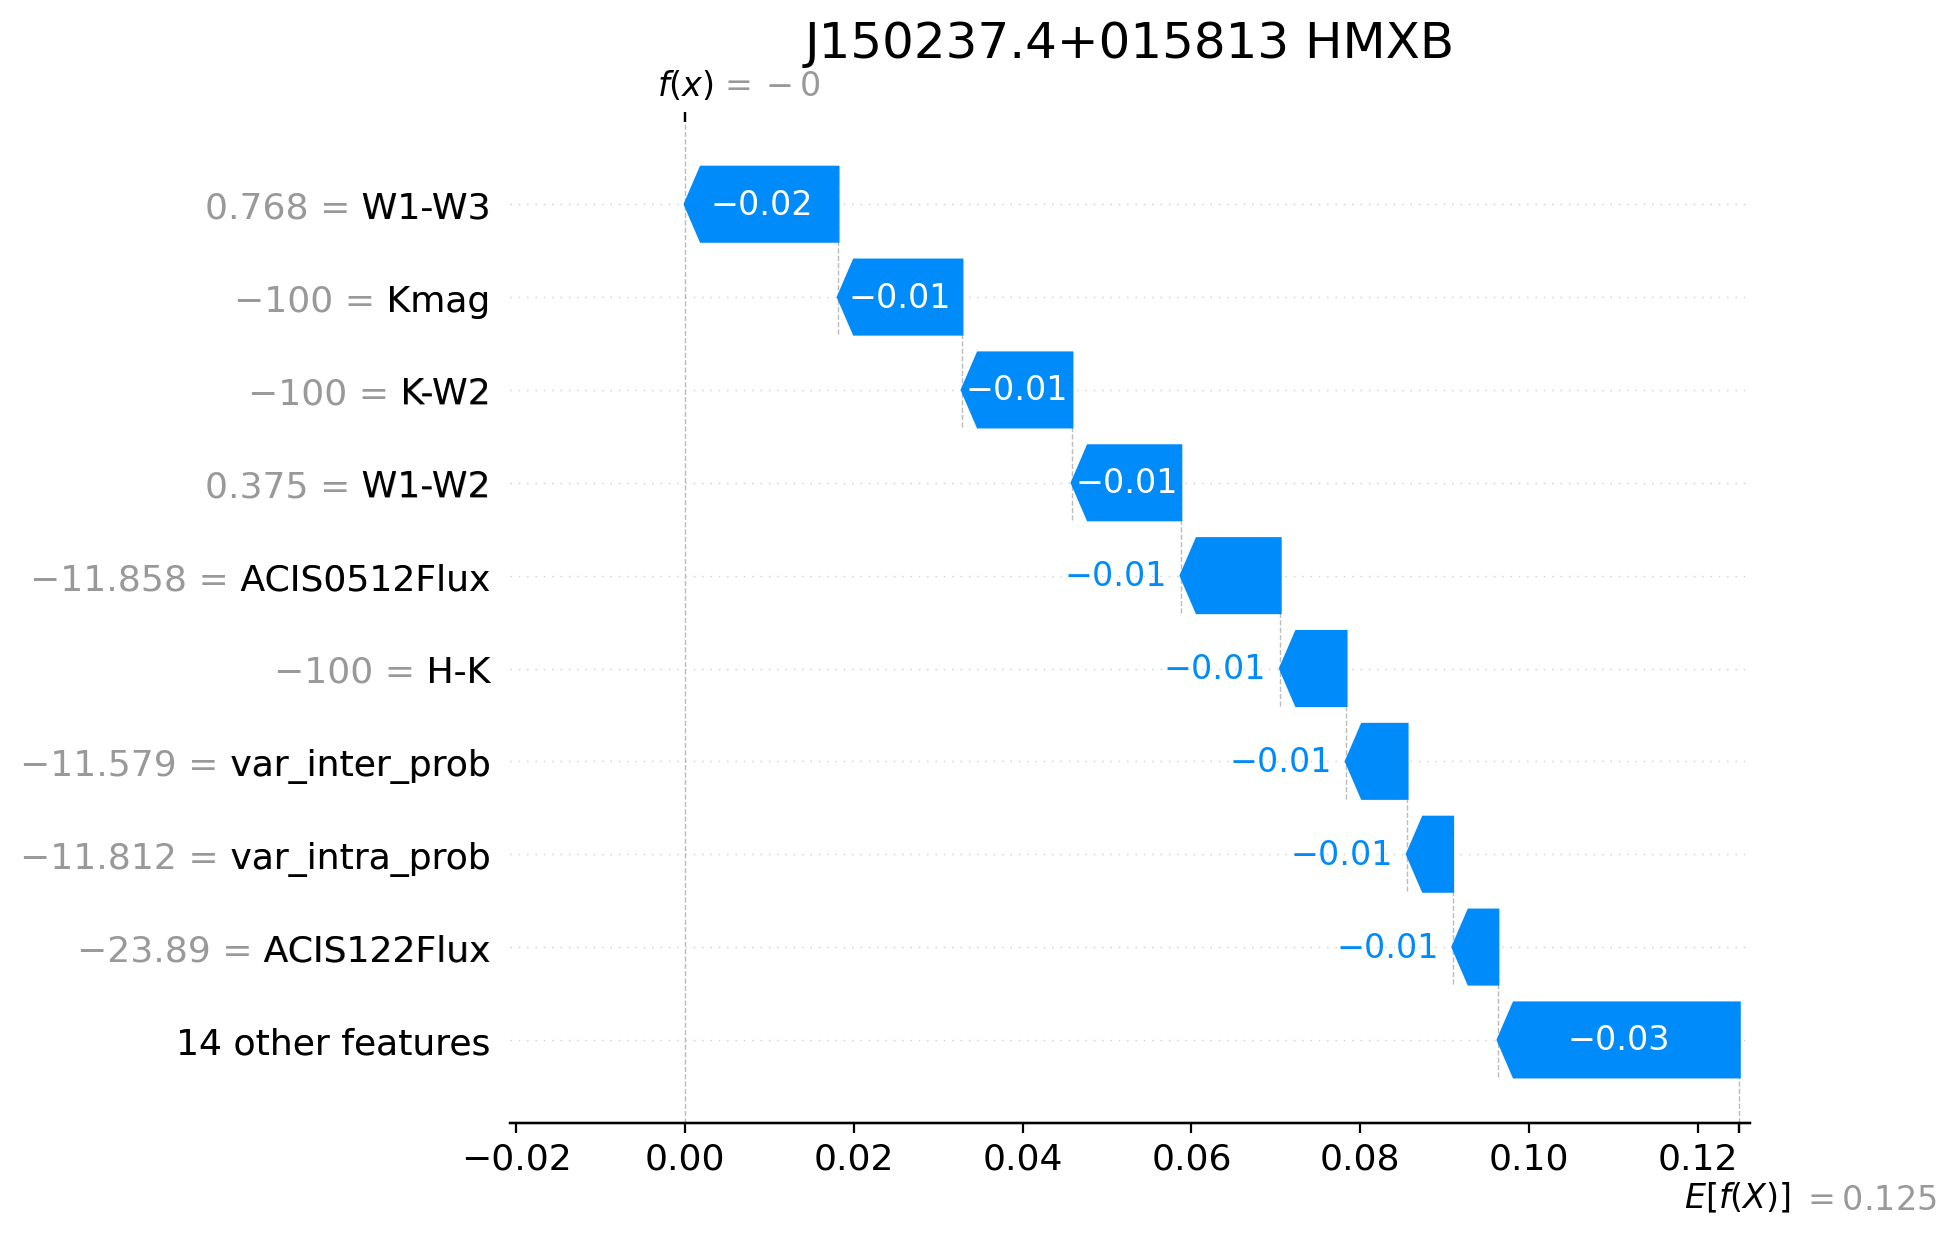 J150237.4+015813 HMXB
f(x) = −0
0.768 = W1-W3
−0.02
−100 = Kmag
−0.01
−100 = K-W2
−0.01
0.375 = W1-W2
−0.01
−11.858 = ACIS0512Flux
−0.01
−100 = H-K
−0.01
−11.579 = var_inter_prob
−0.01
−11.812 = var_intra_prob
−0.01
−23.89 = ACIS122Flux
−0.01
14 other features
−0.03
−0.02 0.00 0.02 0.04 0.06 0.08 0.10 0.12
E[f(X)] = 0.125